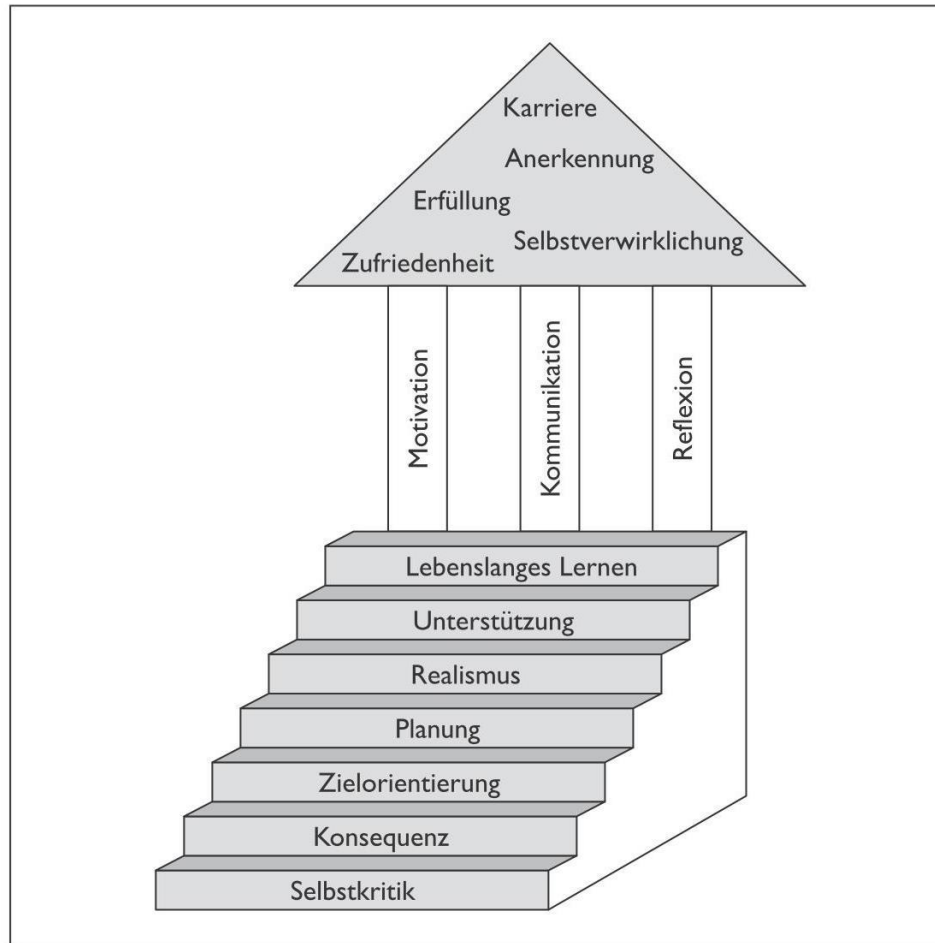 Karriere
Anerkennung
Erfüllung
Selbstverwirklichung
Zufriedenheit
Motivation
Kommunikation
Reflexion
Lebenslanges Lernen
Unterstützung
Realismus
Planung
Zielorientierung
Konsequenz
Selbstkritik